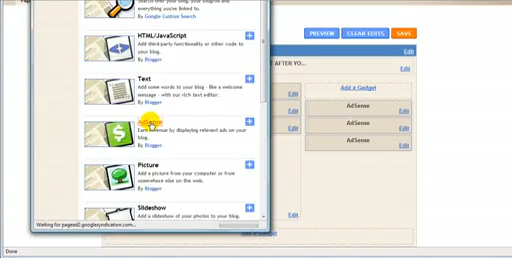 Search over your blog, your blogroll and
everything you've linked to.
By Google Custom Search
HTML/JavaScript
Add third-party functionality or other code to
your blog.
By Blogger
Text
Add some words to your blog - like a welcome
message - with our rich text editor.
By Blogger
AdSense
Earn revenue by displaying relevant ads on your
blog.
By Blogger
Picture
Add a picture from your computer or from
somewhere else on the web.
By Blogger
Slideshow
Add a slideshow of your photos to your blog.
Waiting for pagead2.googlesyndication.com...
Done
PREVIEW
CLEAR EDITS
SAVE
Edit
AFTER YO...
Edit
Add a Gadget
Edit
AdSense
Edit
Edit
AdSense
Edit
Edit
AdSense
Edit
Edit